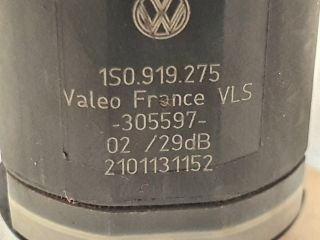 1S0.919.275
Valeo France VLS
-305597-
02 /29dB
2101131152